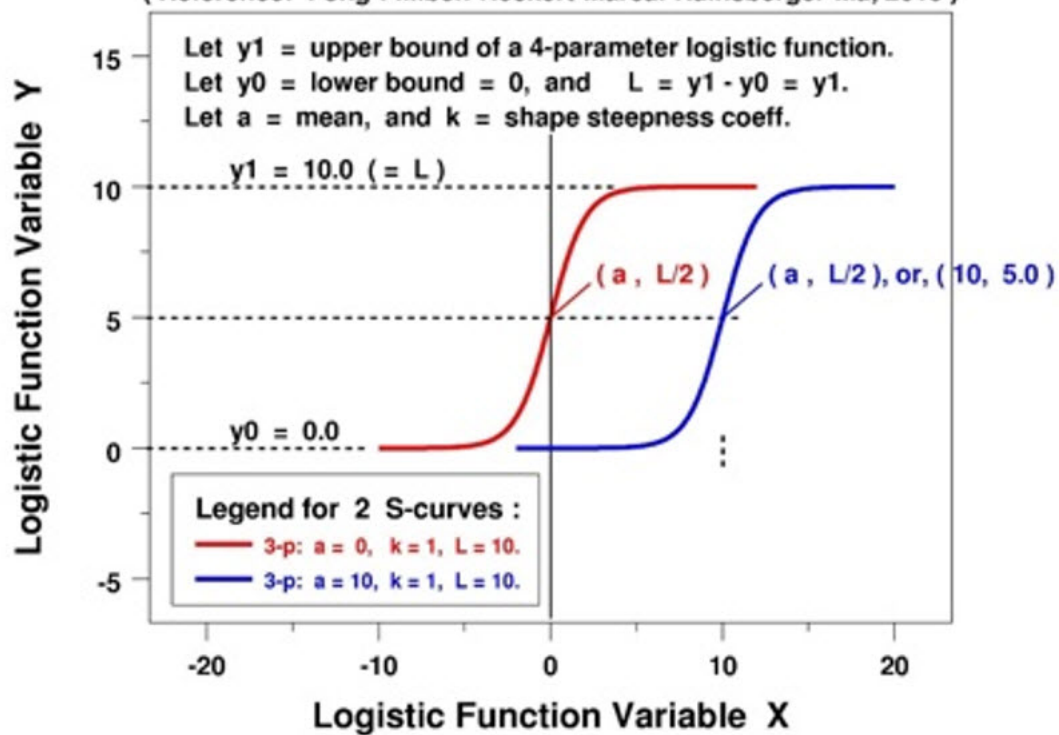 Let y1 = upper bound of a 4-parameter logistic function.
Let y0 = lower bound = 0, and L = y1 - y0 = y1.
Let a = mean, and k = shape steepness coeff.
y1 = 10.0 ( = L )
( a , L/2 )
( a , L/2 ), or, ( 10, 5.0 )
y0 = 0.0
Legend for 2 S-curves :
3-p: a = 0, k = 1, L = 10.
3-p: a = 10, k = 1, L = 10.
15
10
5
0
-5
-20 -10 0 10 20
Logistic Function Variable Y
Logistic Function Variable X